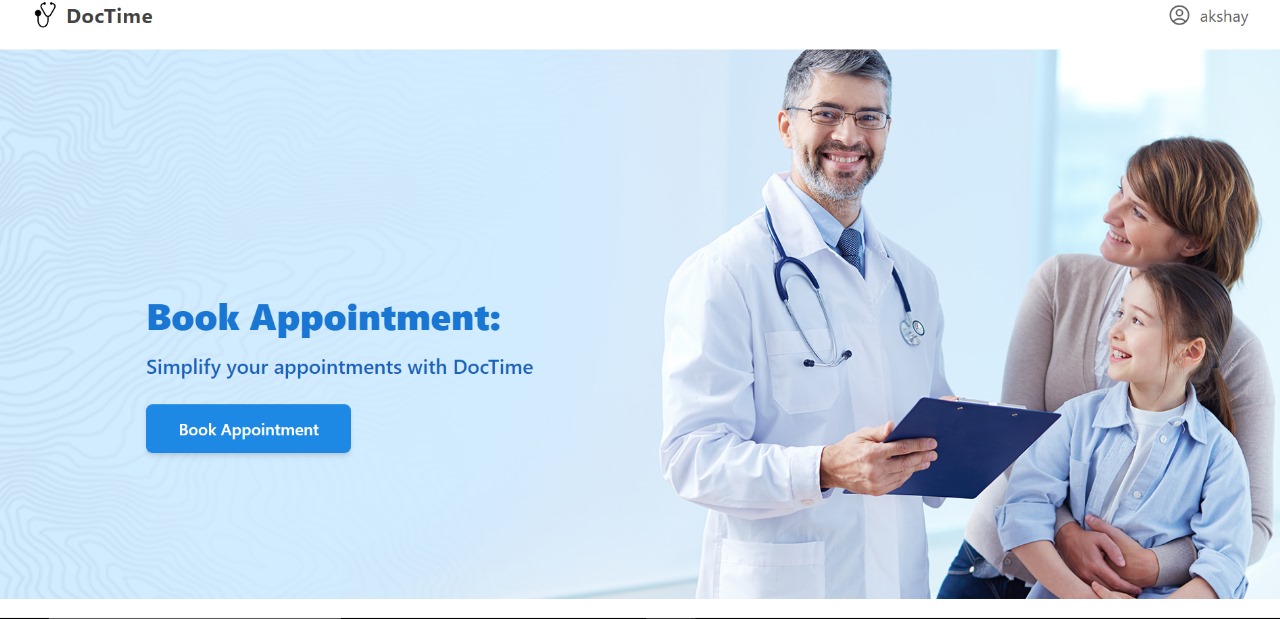 DocTime
akshay
Book Appointment:
Simplify your appointments with DocTime
Book Appointment